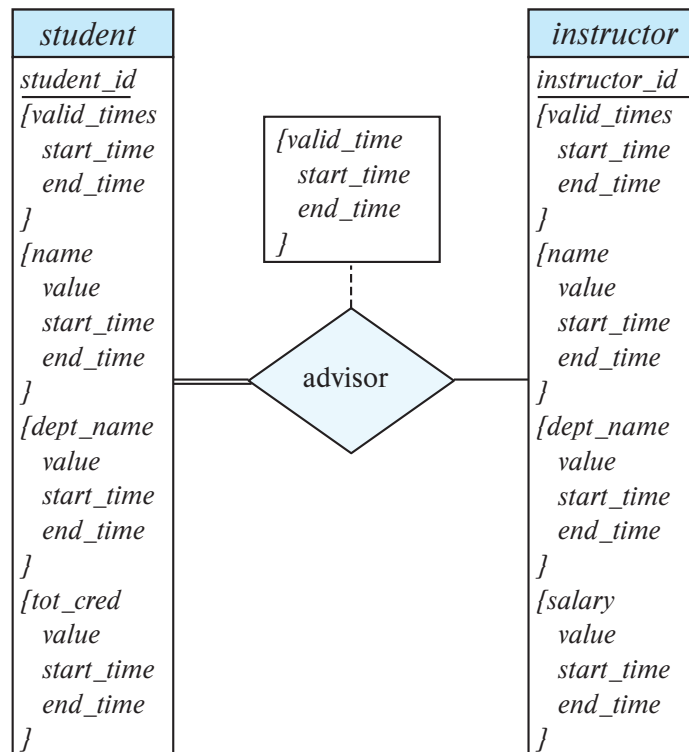 student
student_id
{valid_times
start_time
end_time
}
{name
value
start_time
end_time
}
{dept_name
value
start_time
end_time
}
{tot_cred
value
start_time
end_time
}
{valid_time
start_time
end_time
}
advisor
instructor
instructor_id
{valid_times
start_time
end_time
}
{name
value
start_time
end_time
}
{dept_name
value
start_time
end_time
}
{salary
value
start_time
end_time
}